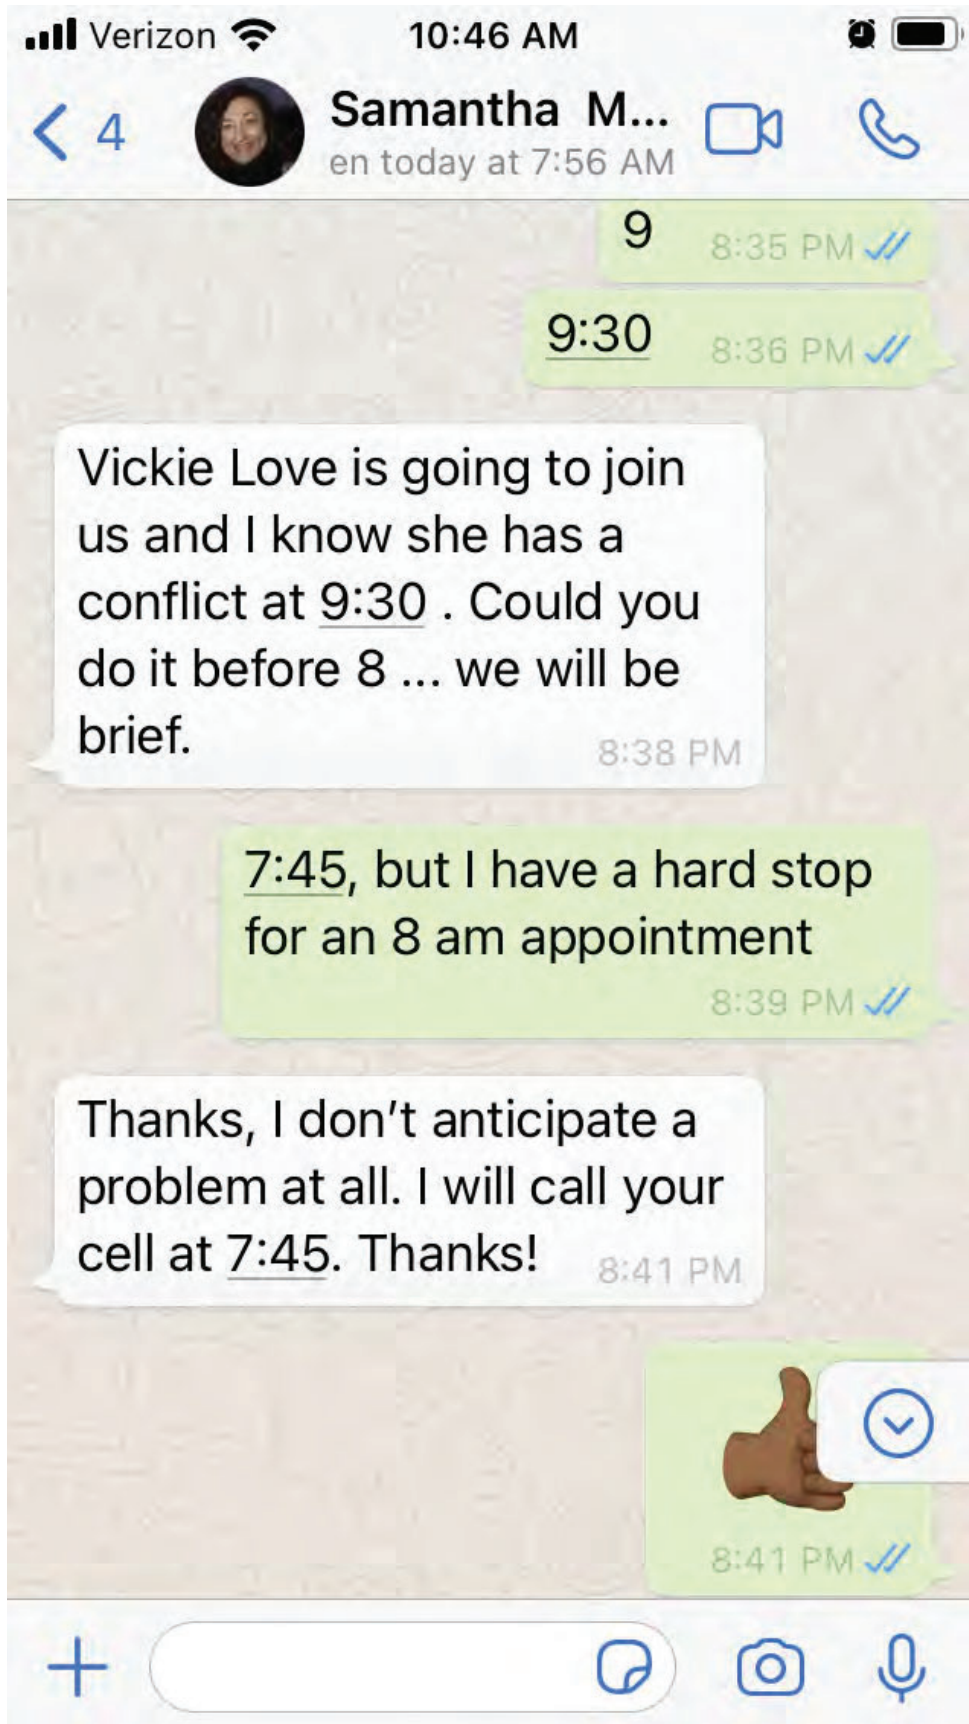 Verizon 10:46 AM
4 Samantha M...
en today at 7:56 AM
9 8:35 PM
9:30 8:36 PM
Vickie Love is going to join
us and I know she has a
conflict at 9:30 . Could you
do it before 8 ... we will be
brief. 8:38 PM
7:45, but I have a hard stop
for an 8 am appointment
8:39 PM
Thanks, I don't anticipate a
problem at all. I will call your
cell at 7:45. Thanks! 8:41 PM
8:41 PM